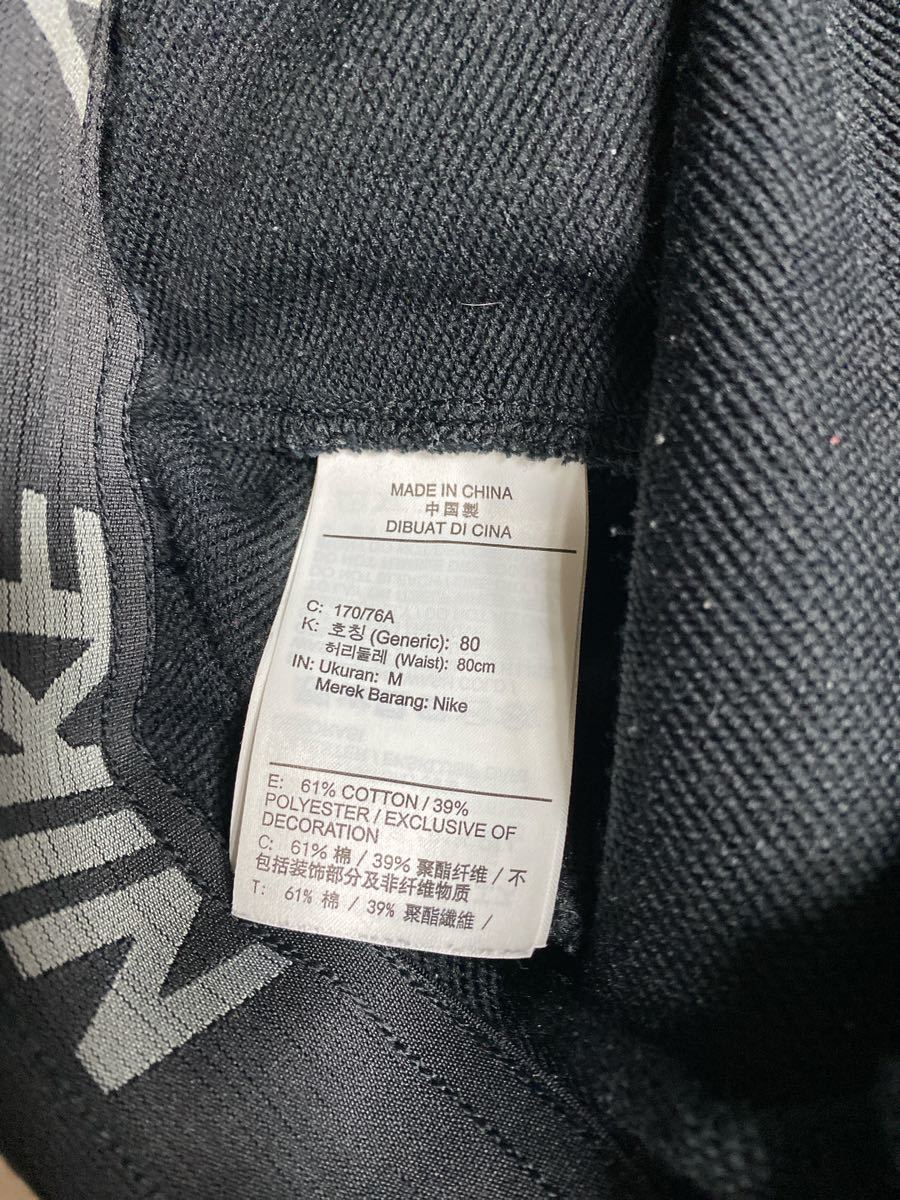 MADE IN CHINA
中国製
DIBUAT DI CINA
C: 170/76A
K: 호칭 (Generic): 80
허리둘레 (Waist): 80cm
IN: Ukuran: M
Merek Barang: Nike
E: 61% COTTON / 39%
POLYESTER / EXCLUSIVE OF
DECORATION
C: 61% 棉 / 39% 聚酯纤维 / 不
包括装饰部分及非纤维物质
T: 61% 棉 / 39% 聚酯纖維 /
NIKE